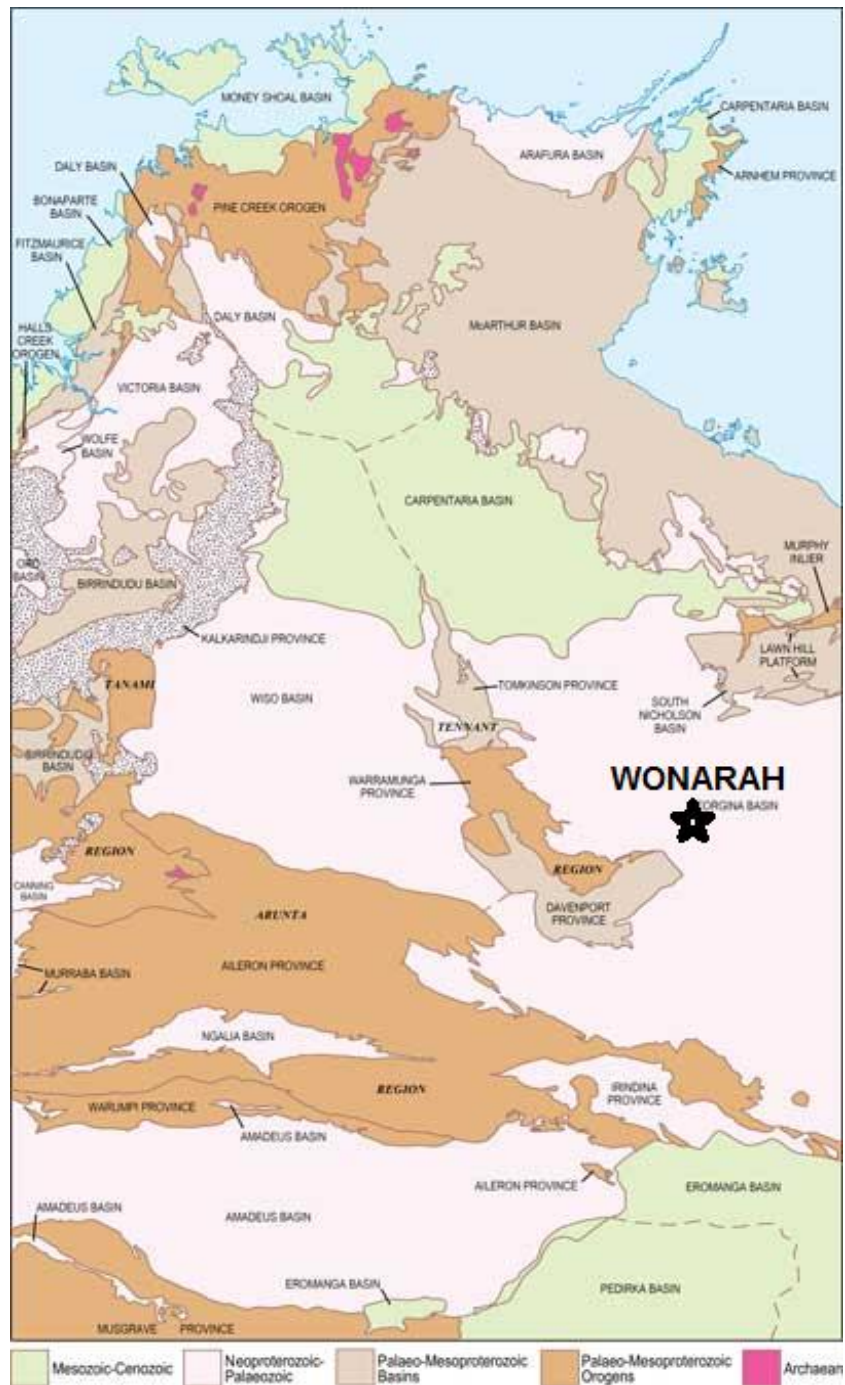 MONEY SHOAL BASIN
CARPENTARIA BASIN
DALY BASIN
ARAFURA BASIN
ARNHEM PROVINCE
BONAPARTE
BASIN
PINE CREEK OROGEN
FITZMAURICE
BASIN
HALLS
CREEK
OROGEN
DALY BASIN
McARTHUR BASIN
VICTORIA BASIN
WOLFE
BASIN
CARPENTARIA BASIN
MURPHY
INLIER
ORD
BASIN
BIRRINDUDU BASIN
KALKARINDJI PROVINCE
LAWN HILL
PLATFORM
TANAMI
WISO BASIN
TOMKINSON PROVINCE
SOUTH
NICHOLSON
BASIN
TENNANT
BIRRINDUDU
BASIN
WARRAMUNGA
PROVINCE
WONARAH
EORGINA BASIN
REGION
REGION
CANNING
BASIN
DAVENPORT
PROVINCE
ARUNTA
AILERON PROVINCE
MURRABA BASIN
NGALIA BASIN
REGION
IRINDINA
PROVINCE
WARUMPI PROVINCE
AMADEUS BASIN
AILERON PROVINCE
EROMANGA BASIN
AMADEUS BASIN
AMADEUS BASIN
EROMANGA BASIN
PEDIRKA BASIN
MUSGRAVE PROVINCE
Mesozoic-Cenozoic
Neoproterozoic-
Palaeozoic
Palaeo-Mesoproterozoic
Basins
Palaeo-Mesoproterozoic
Orogens
Archaean